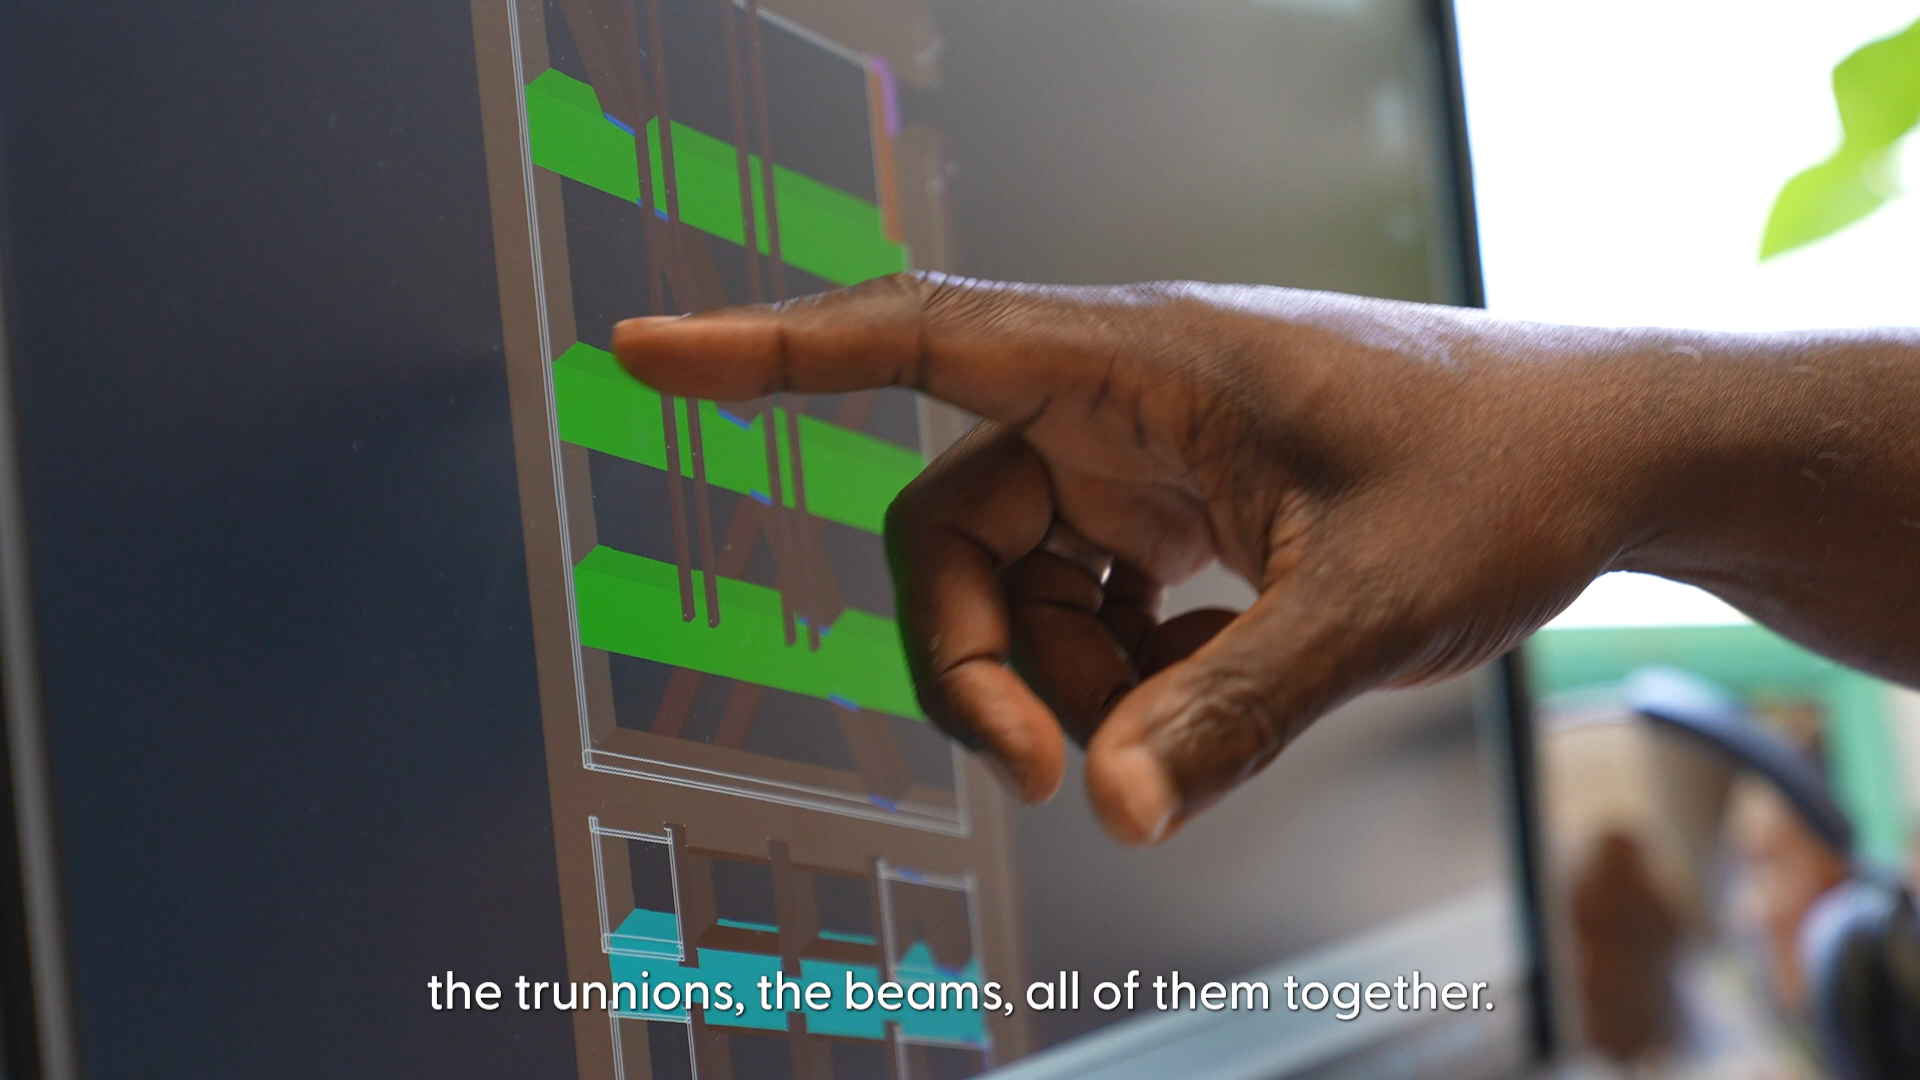 the trunnions, the beams, all of them together.